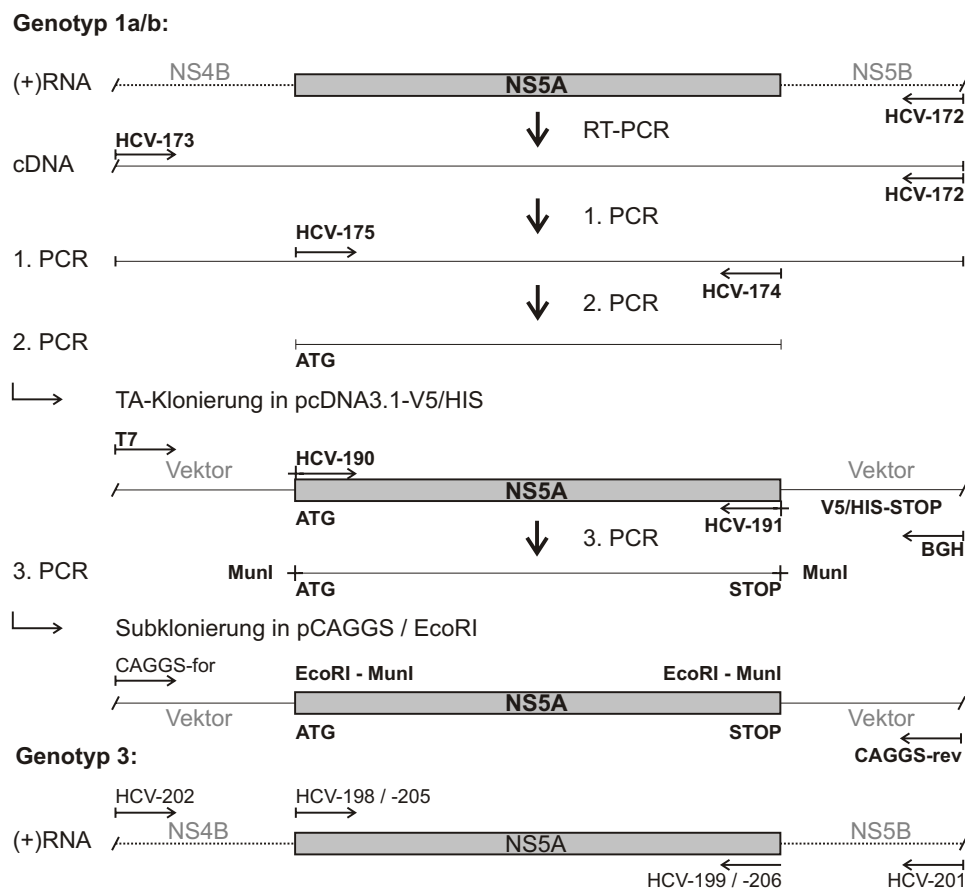 Genotyp 1a/b:
NS4B NS5B
(+)RNA NS5A
HCV-172
RT-PCR
HCV-173
cDNA
HCV-172
1. PCR
HCV-175
1. PCR
HCV-174
2. PCR
2. PCR
ATG
TA-Klonierung in pcDNA3.1-V5/HIS
T7
Vektor HCV-190 Vektor
NS5A
V5/HIS-STOP
ATG HCV-191
3. PCR
BGH
3. PCR MunI ATG STOP MunI
Subklonierung in pCAGGS / EcoRI
CAGGS-for
EcoRI - MunI EcoRI - MunI
NS5A
Vektor Vektor
ATG STOP
CAGGS-rev
Genotyp 3:
HCV-202 HCV-198 / -205
NS4B NS5B
(+)RNA NS5A
HCV-199 / -206 HCV-201